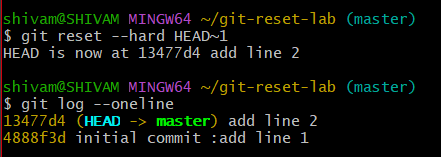 shivam@SHIVAM MINGW64 ~/git-reset-lab (master)
$ git reset --hard HEAD~1
HEAD is now at 13477d4 add line 2
shivam@SHIVAM MINGW64 ~/git-reset-lab (master)
$ git log --oneline
13477d4 (HEAD -> master) add line 2
4888f3d initial commit :add line 1